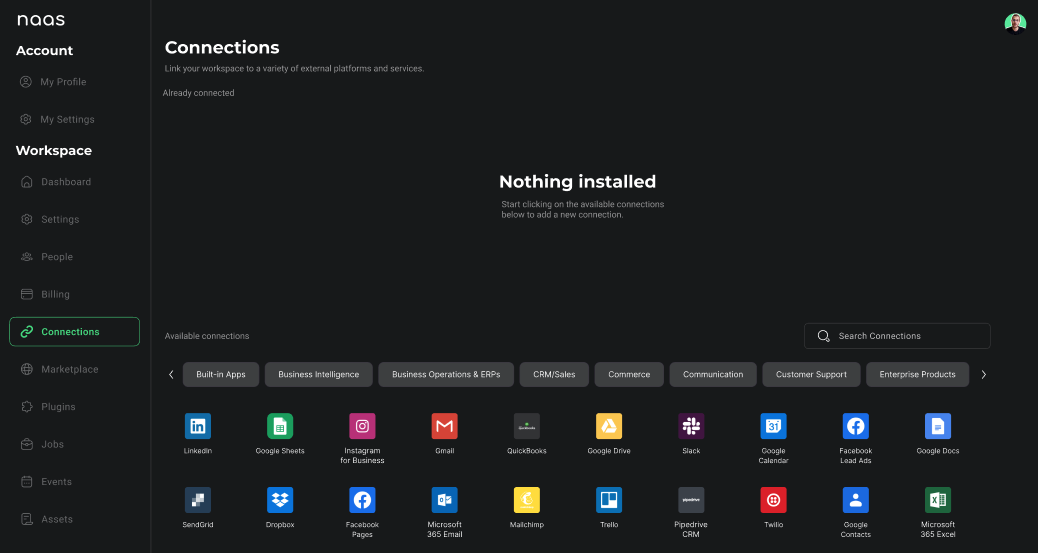 naas
Account
My Profile
My Settings
Workspace
Dashboard
Settings
People
Billing
Connections
Marketplace
Plugins
Jobs
Events
Assets
Connections
Link your workspace to a variety of external platforms and services.
Already connected
Nothing installed
Start clicking on the available connections
below to add a new connection.
Available connections
Search Connections
Built-in Apps
Business Intelligence
Business Operations & ERPs
CRM/Sales
Commerce
Communication
Customer Support
Enterprise Products
LinkedIn
Google Sheets
Instagram
for Business
Gmail
QuickBooks
QuickBooks
Google Drive
Slack
31
Google
Calendar
Facebook
Lead Ads
Google Docs
SendGrid
Dropbox
Facebook
Pages
Microsoft
365 Email
Mailchimp
Trello
pipedrive
Pipedrive
CRM
Twilio
Google
Contacts
Microsoft
365 Excel